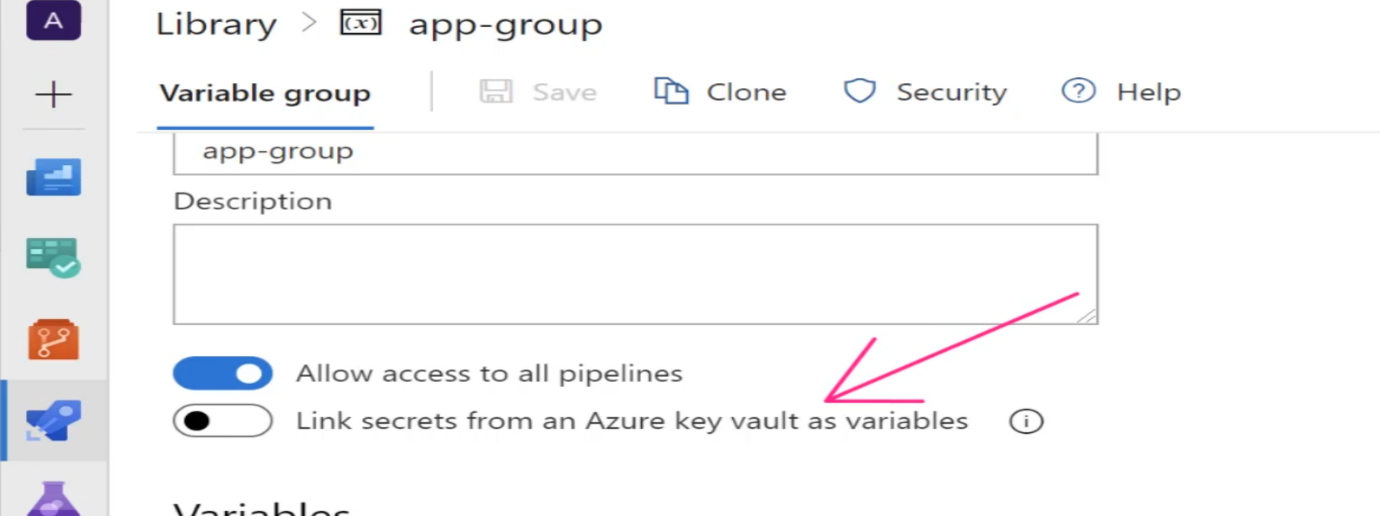 A
Library > (x) app-group
Variable group Save Clone Security ? Help
app-group
Description
Allow access to all pipelines
Link secrets from an Azure key vault as variables i
Variables